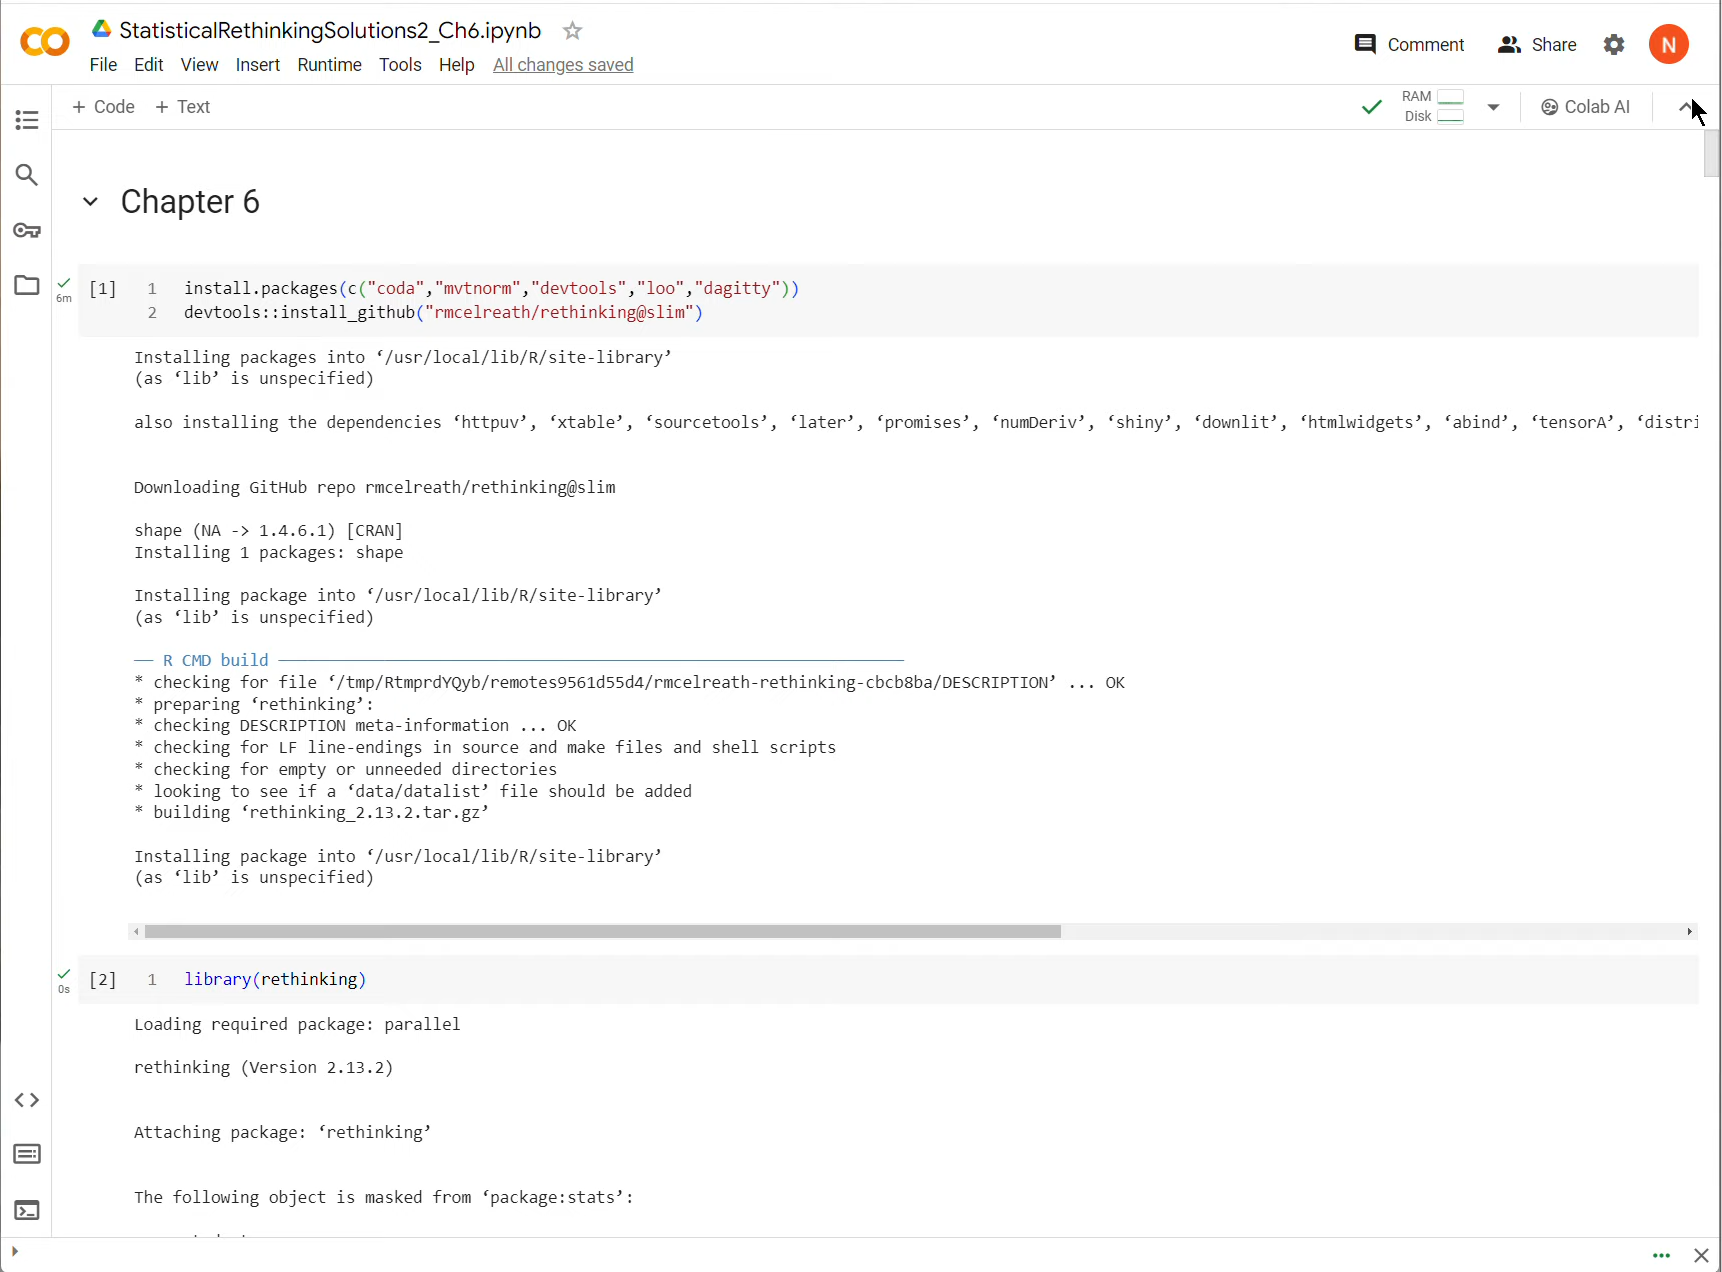 StatisticalRethinkingSolutions2_Ch6.ipynb
File Edit View Insert Runtime Tools Help All changes saved
Comment Share N
+ Code + Text
RAM
Disk
Colab AI
Chapter 6
6m
[1] 1 install.packages(c("coda","mvtnorm","devtools","loo","dagitty"))
2 devtools::install_github("rmcelreath/rethinking@slim")
Installing packages into ‘/usr/local/lib/R/site-library’
(as ‘lib’ is unspecified)
also installing the dependencies ‘httpuv’, ‘xtable’, ‘sourcetools’, ‘later’, ‘promises’, ‘numDeriv’, ‘shiny’, ‘downlit’, ‘htmlwidgets’, ‘abind’, ‘tensorA’, ‘distri
Downloading GitHub repo rmcelreath/rethinking@slim
shape (NA -> 1.4.6.1) [CRAN]
Installing 1 packages: shape
Installing package into ‘/usr/local/lib/R/site-library’
(as ‘lib’ is unspecified)
── R CMD build ─────────────────────────────────────────────────────────────────
* checking for file ‘/tmp/RtmprdYQyb/remotes9561d55d4/rmcelreath-rethinking-cbcb8ba/DESCRIPTION’ ... OK
* preparing ‘rethinking’:
* checking DESCRIPTION meta-information ... OK
* checking for LF line-endings in source and make files and shell scripts
* checking for empty or unneeded directories
* looking to see if a ‘data/datalist’ file should be added
* building ‘rethinking_2.13.2.tar.gz’
Installing package into ‘/usr/local/lib/R/site-library’
(as ‘lib’ is unspecified)
0s
[2] 1 library(rethinking)
Loading required package: parallel
rethinking (Version 2.13.2)
Attaching package: ‘rethinking’
The following object is masked from ‘package:stats’: